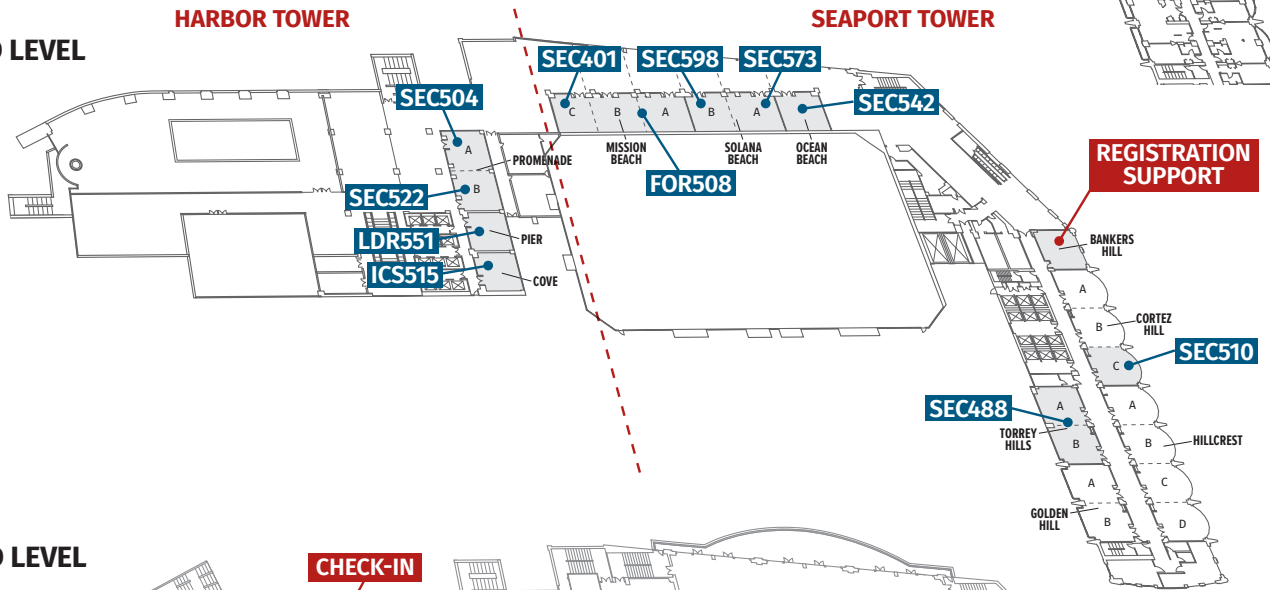 HARBOR TOWER
SEAPORT TOWER
LEVEL
SEC401
SEC598
SEC573
SEC504
SEC542
C
B
A
B
A
A
PROMENADE
MISSION
BEACH
SOLANA
BEACH
OCEAN
BEACH
REGISTRATION
SUPPORT
FOR508
B
SEC522
LDR551
PIER
BANKERS
HILL
ICS515
COVE
A
CORTEZ
HILL
B
SEC510
C
SEC488
A
A
TORREY
HILLS
B
B
HILLCREST
A
C
GOLDEN
HILL
B
D
LEVEL
CHECK-IN